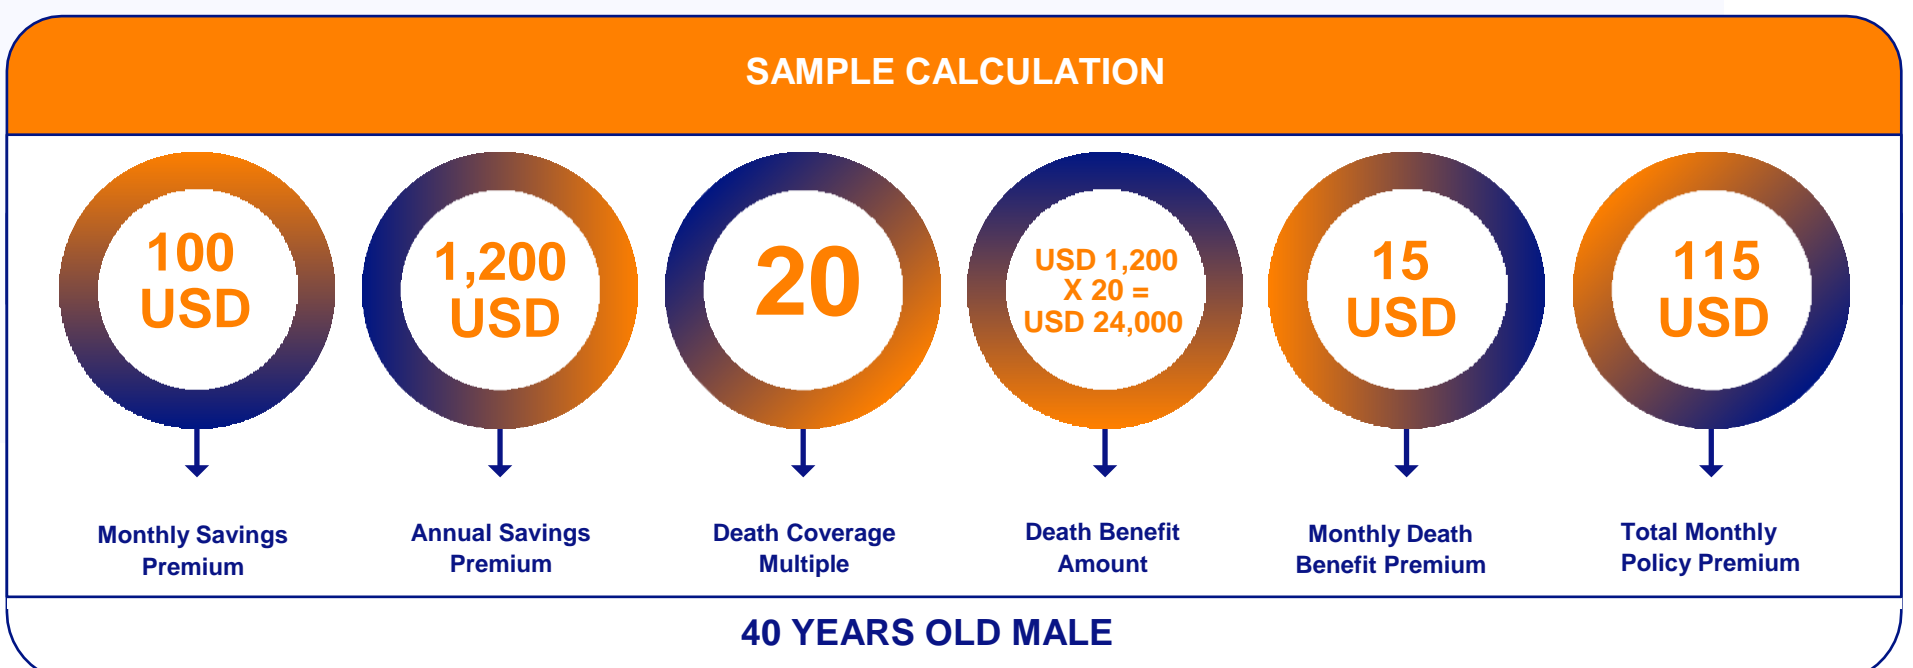 SAMPLE CALCULATION
100
USD
1,200
USD
20
USD 1,200
X 20 =
USD 24,000
15
USD
115
USD
Monthly Savings
Premium
Annual Savings
Premium
Death Coverage
Multiple
Death Benefit
Amount
Monthly Death
Benefit Premium
Total Monthly
Policy Premium
40 YEARS OLD MALE